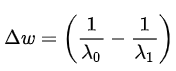 Δw = (1/λ₀ − 1/λ₁)